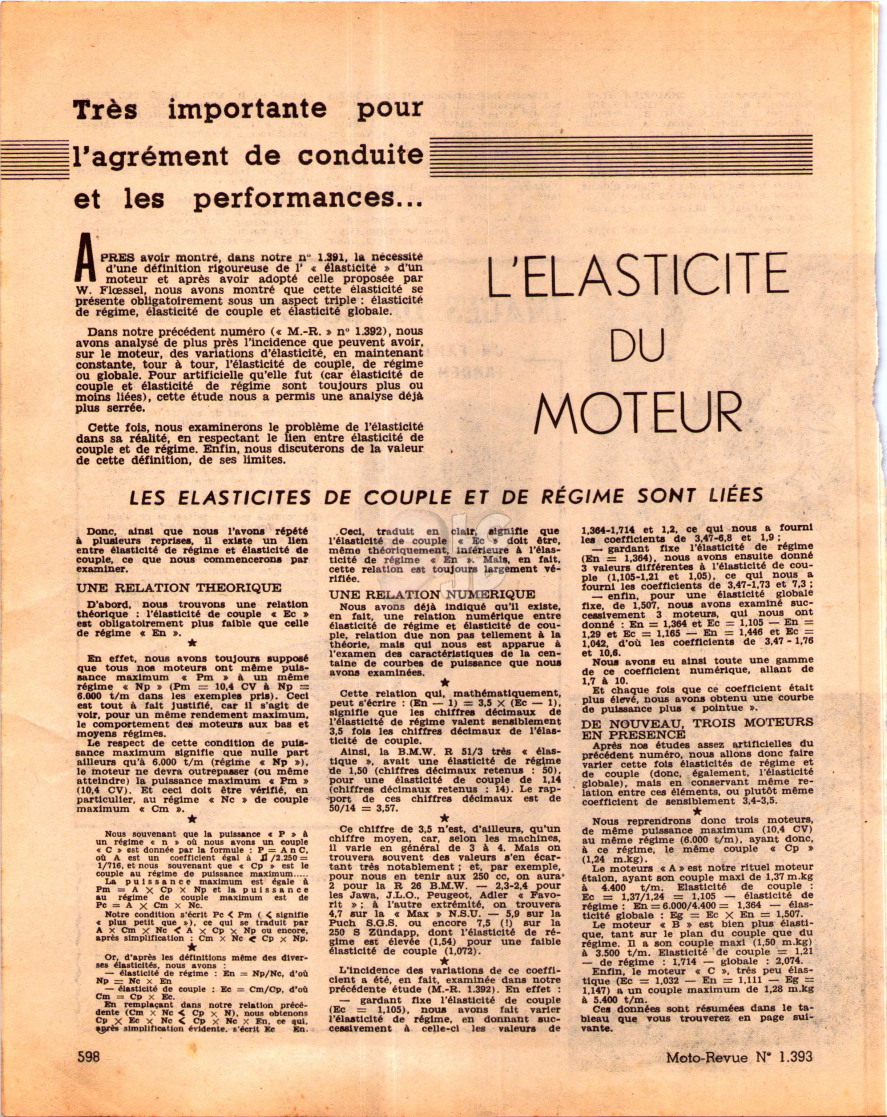 Très importante pour
l'agrément de conduite
et les performances...
APRES avoir montré, dans notre n° 1.391, la nécessité
d'une définition rigoureuse de l' « élasticité » d'un
moteur et après avoir adopté celle proposée par
W. Flœssel, nous avons montré que cette élasticité se
présente obligatoirement sous un aspect triple : élasticité
de régime, élasticité de couple et élasticité globale.
Dans notre précédent numéro (« M.-R. » n° 1.392), nous
avons analysé de plus près l'incidence que peuvent avoir,
sur le moteur, des variations d'élasticité, en maintenant
constante, tour à tour, l'élasticité de couple, de régime
ou globale. Pour artificielle qu'elle fut (car élasticité de
couple et élasticité de régime sont toujours plus ou
moins liées), cette étude nous a permis une analyse déjà
plus serrée.
Cette fois, nous examinerons le problème de l'élasticité
dans sa réalité, en respectant le lien entre élasticité de
couple et de régime. Enfin, nous discuterons de la valeur
de cette définition, de ses limites.
L'ELASTICITE
DU
MOTEUR
LES ELASTICITES DE COUPLE ET DE RÉGIME SONT LIÉES
Donc, ainsi que nous l'avons répété
à plusieurs reprises, il existe un lien
entre élasticité de régime et élasticité de
couple, ce que nous commencerons par
examiner.
UNE RELATION THEORIQUE
D'abord, nous trouvons une relation
théorique : l'élasticité de couple « Ec »
est obligatoirement plus faible que celle
de régime « En ».
★
En effet, nous avons toujours supposé
que tous nos moteurs ont même puis-
sance maximum « Pm » à un même
régime « Np » (Pm = 10,4 CV à Np =
6.000 t/m dans les exemples pris). Ceci
est tout à fait justifié, car il s'agit de
voir, pour un même rendement maximum,
le comportement des moteurs aux bas et
moyens régimes.
Le respect de cette condition de puis-
sance maximum signifie que nulle part
ailleurs qu'à 6.000 t/m (régime « Np »),
le moteur ne devra outrepasser (ou même
atteindre) la puissance maximum « Pm »
(10,4 CV). Et ceci doit être vérifié, en
particulier, au régime « Nc » de couple
maximum « Cm ».
★
Nous souvenant que la puissance « P » à
un régime « n » où nous avons un couple
« C » est donnée par la formule : P = A n C,
où A est un coefficient égal à Π/2.250 =
1/716, et nous souvenant que « Cp » est le
couple au régime de puissance maximum.....
La puissance maximum est égale à
Pm = A X Cp X Np et la puissance
au régime de couple maximum est de
Pc = A X Cm X Nc.
Notre condition s'écrit Pc < Pm ( < signifie
« plus petit que »), ce qui se traduit par
A X Cm X Nc < A X Cp X Np ou encore,
après simplification : Cm X Nc < Cp X Np.
★
Or, d'après les définitions même des diver-
ses élasticités, nous avons :
— élasticité de régime : En = Np/Nc, d'où
Np = Nc X En
— élasticité de couple : Ec = Cm/Cp, d'où
Cm = Cp X Ec.
En remplaçant dans notre relation précé-
dente (Cm X Nc < Cp X N), nous obtenons
Cp X Ec X Nc < Cp X Nc X En, ce qui,
après simplification évidente, s'écrit Ec En.
Ceci, traduit en clair, signifie que
l'élasticité de couple « Ec » doit être,
même théoriquement, inférieure à l'élas-
ticité de régime « En ». Mais, en fait,
cette relation est toujours largement vé-
rifiée.
UNE RELATION NUMERIQUE
Nous avons déjà indiqué qu'il existe,
en fait, une relation numérique entre
élasticité de régime et élasticité de cou-
ple, relation due non pas tellement à la
théorie, mais qui nous est apparue à
l'examen des caractéristiques de la cen-
taine de courbes de puissance que nous
avons examinées.
★
Cette relation qui, mathématiquement,
peut s'écrire : (En — 1) = 3,5 X (Ec — 1),
signifie que les chiffres décimaux de
l'élasticité de régime valent sensiblement
3,5 fois les chiffres décimaux de l'élas-
ticité de couple.
Ainsi, la B.M.W. R 51/3 très « élas-
tique », avait une élasticité de régime
de 1,50 (chiffres décimaux retenus : 50),
pour une élasticité de couple de 1,14
(chiffres décimaux retenus : 14). Le rap-
port de ces chiffres décimaux est de
50/14 = 3,57.
★
Ce chiffre de 3,5 n'est, d'ailleurs, qu'un
chiffre moyen, car, selon les machines,
il varie en général de 3 à 4. Mais on
trouvera souvent des valeurs s'en écar-
tant très notablement ; et, par exemple,
pour nous en tenir aux 250 cc, on aura
2 pour la R 26 B.M.W. — 2,3-2,4 pour
les Jawa, J.L.O., Peugeot, Adler « Favo-
rit » ; à l'autre extrémité, on trouvera
4,7 sur la « Max » N.S.U. — 5,9 sur la
Puch S.G.S. ou encore 7,5 (!) sur la
250 S Zündapp, dont l'élasticité de ré-
gime est élevée (1,54) pour une faible
élasticité de couple (1,072).
★
L'incidence des variations de ce coeffi-
cient a été, en fait, examinée dans notre
précédente étude (M.-R. 1.392). En effet :
— gardant fixe l'élasticité de couple
(Ec = 1,105), nous avons fait varier
l'élasticité de régime, en donnant suc-
cessivement à celle-ci les valeurs de
1,364-1,714 et 1,2, ce qui nous a fourni
les coefficients de 3,47-6,8 et 1,9 ;
— gardant fixe l'élasticité de régime
(En = 1,364), nous avons ensuite donné
3 valeurs différentes à l'élasticité de cou-
ple (1,105-1,21 et 1,05), ce qui nous a
fourni les coefficients de 3,47-1,73 et 7,3 ;
— enfin, pour une élasticité globale
fixe, de 1,507, nous avons examiné suc-
cessivement 3 moteurs, qui nous ont
donné : En = 1,364 et Ec = 1,105 — En =
1,29 et Ec = 1,165 — En = 1,446 et Ec =
1,042, d'où les coefficients de 3,47 - 1,76
et 10,6.
Nous avons eu ainsi toute une gamme
de ce coefficient numérique, allant de
1,7 à 10.
Et chaque fois que ce coefficient était
plus élevé, nous avons obtenu une courbe
de puissance plus « pointue ».
DE NOUVEAU, TROIS MOTEURS
EN PRESENCE
Après nos études assez artificielles du
précédent numéro, nous allons donc faire
varier cette fois élasticités de régime et
de couple (donc, également, l'élasticité
globale), mais en conservant même re-
lation entre ces éléments, ou plutôt même
coefficient de sensiblement 3,4-3,5.
★
Nous reprendrons donc trois moteurs,
de même puissance maximum (10,4 CV)
au même régime (6.000 t/m), ayant donc,
à ce régime, le même couple « Cp »
(1,24 m.kg).
Le moteurs « A » est notre rituel moteur
étalon, ayant son couple maxi de 1,37 m.kg
à 4.400 t/m. Elasticité de couple :
Ec = 1,37/1,24 = 1,105 — élasticité de
régime : En = 6.000/4.400 = 1,364 — élas-
ticité globale : Eg = Ec X En = 1,507.
Le moteur « B » est bien plus élasti-
que, tant sur le plan du couple que du
régime. Il a son couple maxi (1,50 m.kg)
à 3.500 t/m. Elasticité de couple = 1,21
— de régime : 1,714 — globale : 2,074.
Enfin, le moteur « C », très peu élas-
tique (Ec = 1,032 — En = 1,111 — Eg =
1,147) a un couple maximum de 1,28 m.kg
à 5.400 t/m.
Ces données sont résumées dans le ta-
bleau que vous trouverez en page sui-
vante.
598
Moto-Revue N° 1.393